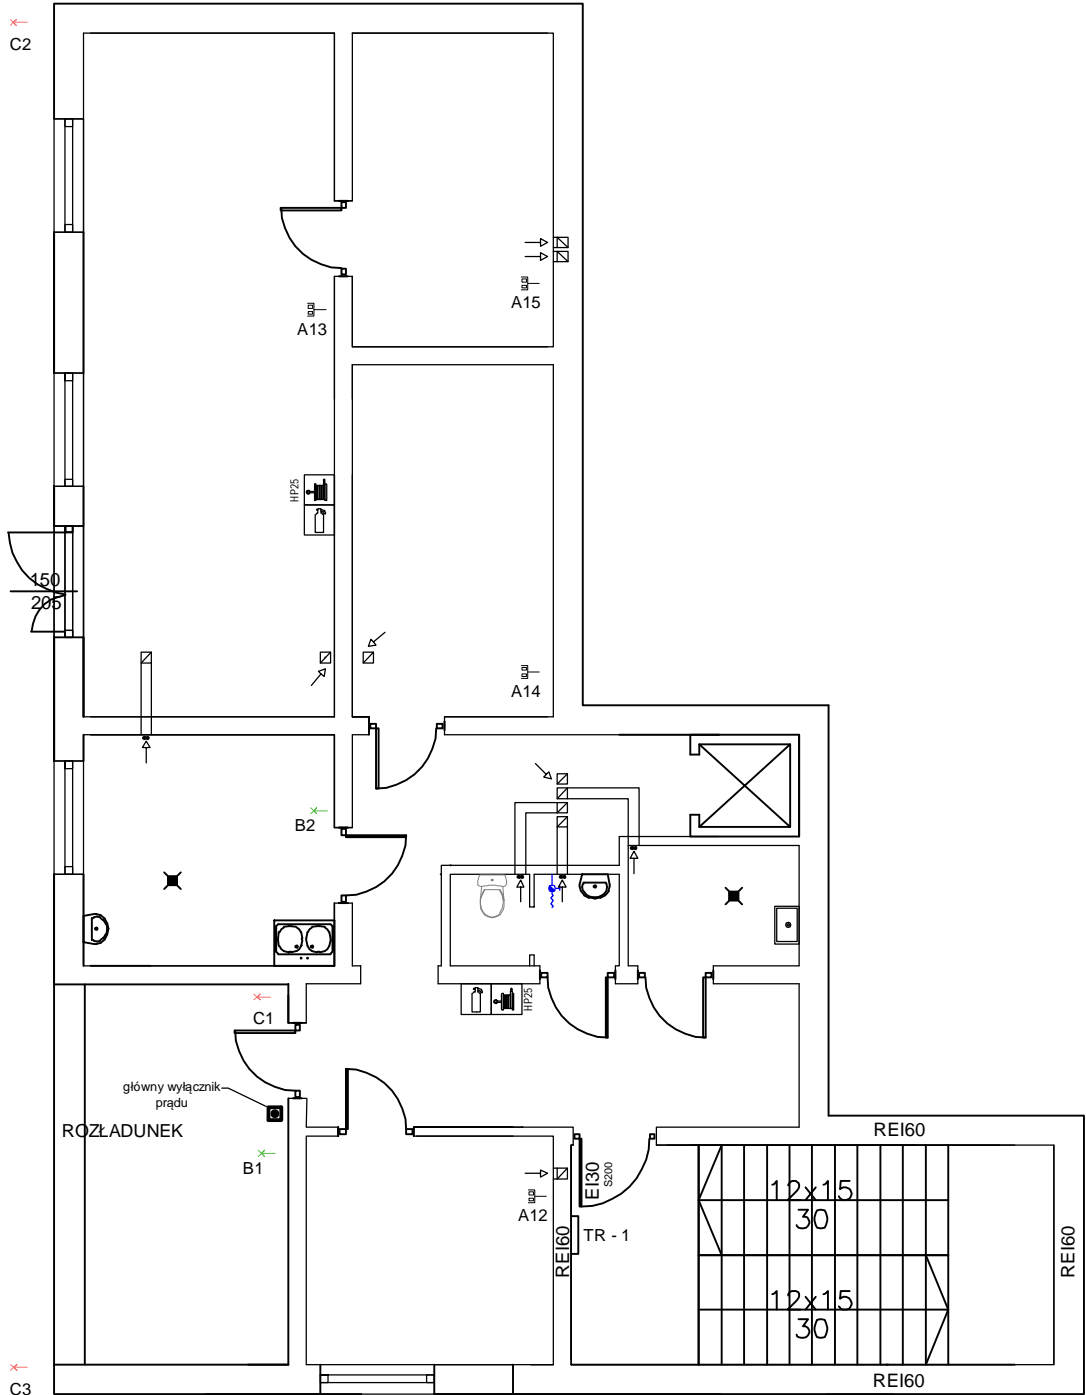 C2
A15
A13
HP25
150
205
A14
B2
C1
HP25
główny wyłącznik
prądu
ROZŁADUNEK
REI60
B1
EI30
S200
12x15
30
A12
TR - 1
REI60
REI60
12x15
30
C3
REI60